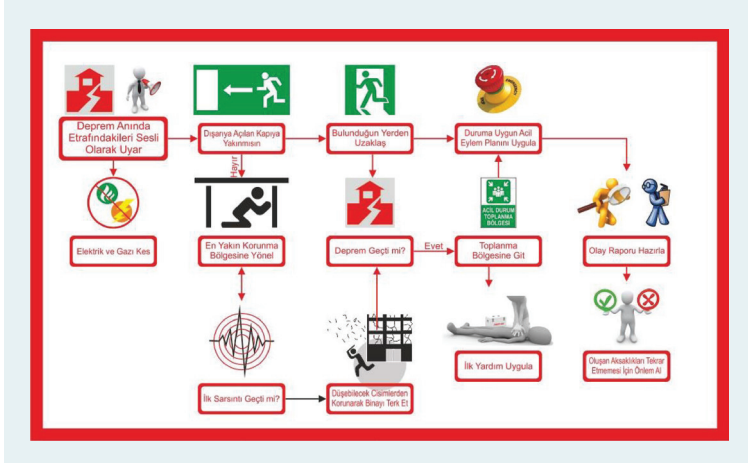 Deprem Anında
Etrafındakileri Sesli
Olarak Uyar
Dışarıya Açılan Kapıya
Yakınmısın
Bulunduğun Yerden
Uzaklaş
Duruma Uygun Acil
Eylem Planını Uygula
Hayır
ACİL DURUM
TOPLANMA
BÖLGESİ
Elektrik ve Gazı Kes
En Yakın Korunma
Bölgesine Yönel
Deprem Geçti mi?
Evet
Toplanma
Bölgesine Git
Olay Raporu Hazırla
İlk Sarsıntı Geçti mi?
Düşebilecek Cisimlerden
Korunarak Binayı Terk Et
İlk Yardım Uygula
Oluşan Aksaklıkları Tekrar
Etmemesi İçin Önlem Al